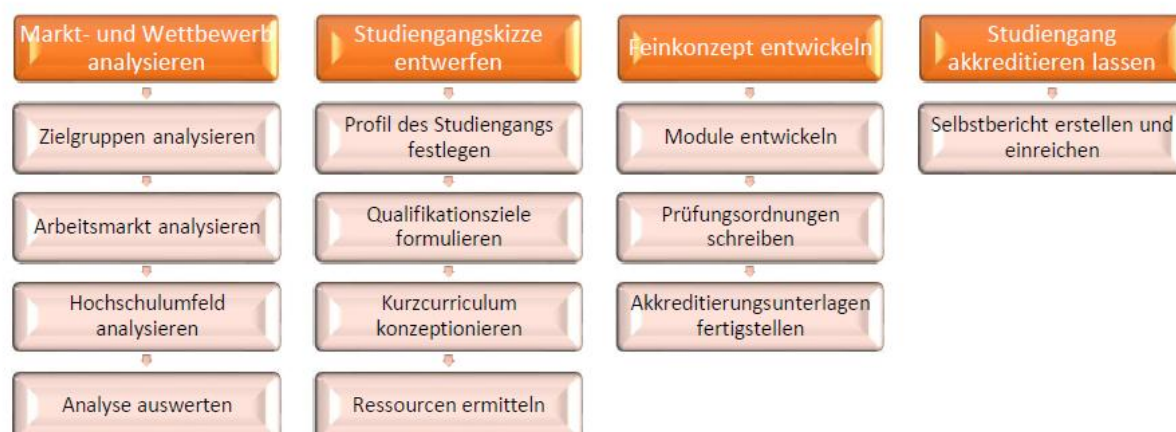 Markt- und Wettbewerb
analysieren
Zielgruppen analysieren
Arbeitsmarkt analysieren
Hochschulumfeld
analysieren
Analyse auswerten
Studiengangskizze
entwerfen
Profil des Studiengangs
festlegen
Qualifikationsziele
formulieren
Kurzcurriculum
konzeptionieren
Ressourcen ermitteln
Feinkonzept entwickeln
Module entwickeln
Prüfungsordnungen
schreiben
Akkreditierungsunterlagen
fertigstellen
Studiengang
akkreditieren lassen
Selbstbericht erstellen und
einreichen